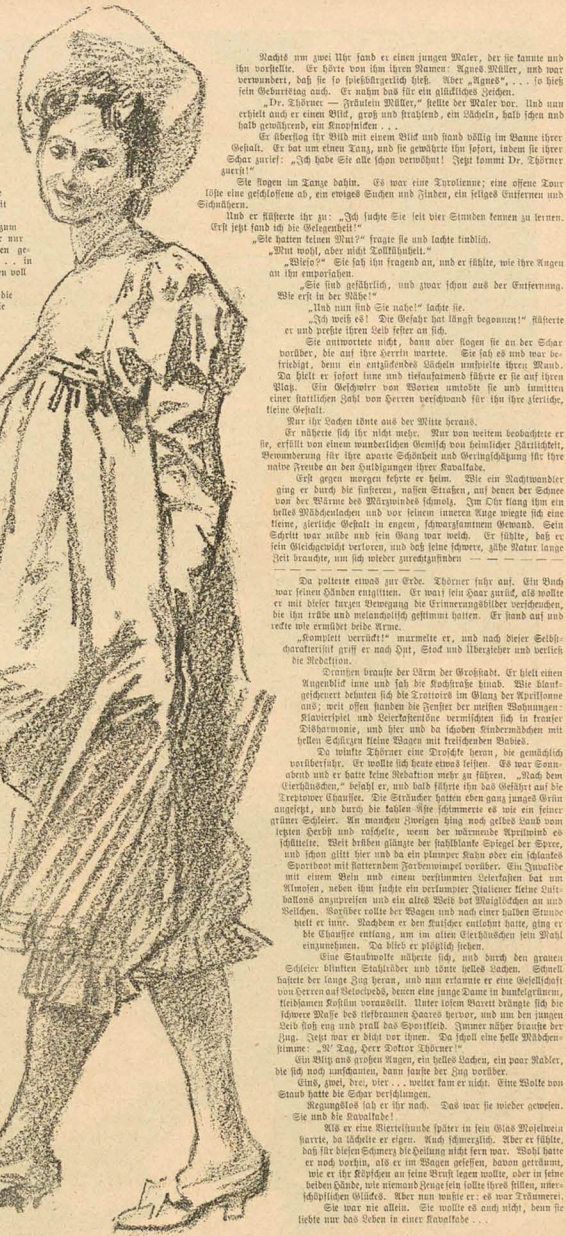 Nachts um zwei Uhr fand er einen jungen Maler, der sie kannte und
ihn vorstellte. Er hörte von ihm ihren Namen: Agnes Müller, und war
verwundert, daß sie so spießbürgerlich hieß. Aber „Agnes“, . . . so hieß
sein Geburtstag auch. Er nahm das für ein glückliches Zeichen.
„Dr. Thörner — Fräulein Müller,“ stellte der Maler vor. Und nun
erhielt auch er einen Blick, groß und strahlend, ein Lächeln, halb scheu und
halb gewährend, ein Knopfnicken . . .
Er überflog ihr Bild mit einem Blick und stand völlig im Banne ihrer
Gestalt. Er bat um einen Tanz, und sie gewährte ihn sofort, indem sie ihrer
Schar zurief: „Ich habe Sie alle schon verwöhnt! Jetzt kommt Dr. Thörner
zuerst!“
Sie flogen im Tanze dahin. Es war eine Tyrolienne; eine offene Tour
löste eine geschlossene ab, ein ewiges Suchen und Finden, ein seliges Entfernen und
Sichnähern.
Und er flüsterte ihr zu: „Ich suchte Sie seit vier Stunden kennen zu lernen.
Erst jetzt fand ich die Gelegenheit!“
„Sie hatten keinen Mut?“ fragte sie und lachte kindlich.
„Mut wohl, aber nicht Tollkühnheit.“
„Wieso?“ Sie sah ihn fragend an, und er fühlte, wie ihre Augen
an ihn emporsahen.
„Sie sind gefährlich, und zwar schon aus der Entfernung.
Wie erst in der Nähe!“
„Und nun sind Sie nahe!“ lachte sie.
„Ich weiß es! Die Gefahr hat längst begonnen!“ flüsterte
er und preßte ihren Leib fester an sich.
Sie antwortete nicht, dann aber flogen sie an der Schar
vorüber, die auf ihre Herrin wartete. Sie sah es und war be-
friedigt, denn ein entzückendes Lächeln umspielte ihren Mund.
Da hielt er sofort inne und tiefaufatmend führte er sie auf ihren
Platz. Ein Geschwirr von Worten umtobte sie und inmitten
einer stattlichen Zahl von Herren verschwand für ihn ihre zierliche,
kleine Gestalt.
Nur ihr Lachen tönte aus der Mitte heraus.
Er näherte sich ihr nicht mehr. Nur von weitem beobachtete er
sie, erfüllt von einem wunderlichen Gemisch von heimlicher Zärtlichkeit,
Bewunderung für ihre aparte Schönheit und Geringschätzung für ihre
naive Freude an den Huldigungen ihrer Kavalkade.
Erst gegen morgen kehrte er heim. Wie ein Nachtwandler
ging er durch die finsteren, nassen Straßen, auf denen der Schnee
von der Wärme des Märzwindes schmolz. Im Ohr klang ihm ein
helles Mädchenlachen und vor seinem inneren Auge wiegte sich eine
kleine, zierliche Gestalt in engem, schwarzsamtnem Gewand. Sein
Schritt war müde und sein Gang war weich. Er fühlte, daß er
sein Gleichgewicht verloren, und daß seine schwere, zähe Natur lange
Zeit brauchte, um sich wieder zurechtzufinden — — — — —
— — — — — — — — — —
Da polterte etwas zur Erde. Thörner fuhr auf. Ein Buch
war seinen Händen entglitten. Er warf sein Haar zurück, als wollte
er mit dieser kurzen Bewegung die Erinnerungsbilder verscheuchen,
die ihn trübe und melancholisch gestimmt hatten. Er stand auf und
reckte wie ermüdet beide Arme.
„Komplett verrückt!“ murmelte er, und nach dieser Selbst-
charakteristik griff er nach Hut, Stock und Überzieher und verließ
die Redaktion.
Draußen brauste der Lärm der Großstadt. Er hielt einen
Augenblick inne und sah die Kochstraße hinab. Wie blank-
gescheuert dehnten sich die Trottoirs im Glanz der Aprilsonne
aus; weit offen standen die Fenster der meisten Wohnungen:
Klavierspiel und Leierkastentöne vermischten sich in krauser
Disharmonie, und hier und da schoben Kindermädchen mit
hellen Schürzen kleine Wagen mit kreischenden Babies.
Da winkte Thörner eine Droschke heran, die gemächlich
vorüberfuhr. Er wollte sich heute etwas leisten. Es war Sonn-
abend und er hatte keine Redaktion mehr zu führen. „Nach dem
Eierhäuschen,“ befahl er, und bald führte ihn das Gefährt auf die
Treptower Chaussee. Die Sträucher hatten eben ganz junges Grün
angesetzt, und durch die kahlen Äste schimmerte es wie ein feiner
grüner Schleier. An manchen Zweigen hing noch gelbes Laub vom
letzten Herbst und raschelte, wenn der wärmende Aprilwind es
schüttelte. Weit drüben glänzte der stahlblanke Spiegel der Spree,
und schon glitt hier und da ein plumper Kahn oder ein schlankes
Sportboot mit flatterndem Farbenwimpel vorüber. Ein Invalide
mit einem Bein und einem verstimmten Leierkasten bat um
Almosen, neben ihm suchte ein verlumpter Italiener kleine Luft-
ballons anzupreisen und ein altes Weib bot Maiglöckchen an und
Veilchen. Vorüber rollte der Wagen und nach einer halben Stunde
hielt er inne. Nachdem er den Kutscher entlohnt hatte, ging er
die Chaussee entlang, um im alten Eierhäuschen sein Mahl
einzunehmen. Da blieb er plötzlich stehen.
Eine Staubwolke näherte sich, und durch den grauen
Schleier blinkten Stahlräder und tönte helles Lachen. Schnell
hastete der lange Zug heran, und nun erkannte er eine Gesellschaft
von Herren auf Velocipeds, denen eine junge Dame in dunkelgrünem,
kleidsamen Kostüm vorauseilt. Unter losem Barett drängte sich die
schwere Masse des tiefbraunen Haares hervor, und um den jungen
Leib floß eng und prall das Sportkleid. Immer näher brauste der
Zug. Jetzt war er dicht vor ihnen. Da scholl eine helle Mädchen-
stimme: „N' Tag, Herr Doktor Thörner!“
Ein Blitz aus großen Augen, ein helles Lachen, ein paar Radler,
die sich noch umschauten, dann sauste der Zug vorüber.
Eins, zwei, drei, vier . . . weiter kam er nicht. Eine Wolke von
Staub hatte die Schar verschlungen.
Regungslos sah er ihr nach. Das war sie wieder gewesen.
Sie und die Kavalkade!
Als er eine Viertelstunde später in sein Glas Moselwein
starrte, da lächelte er eigen. Auch schmerzlich. Aber er fühlte,
daß für diesen Schmerz die Heilung nicht fern war. Wohl hatte
er noch vorhin, als er im Wagen gesessen, davon geträumt,
wie er ihr Köpfchen an seine Brust legen wollte, oder in seine
beiden Hände, wie niemand Zeuge sein sollte ihres stillen, uner-
schöpflichen Glückes. Aber nun wußte er: es war Träumerei.
Sie war nie allein. Sie wollte es auch nicht, denn sie
liebte nur das Leben in einer Kavalkade . . .